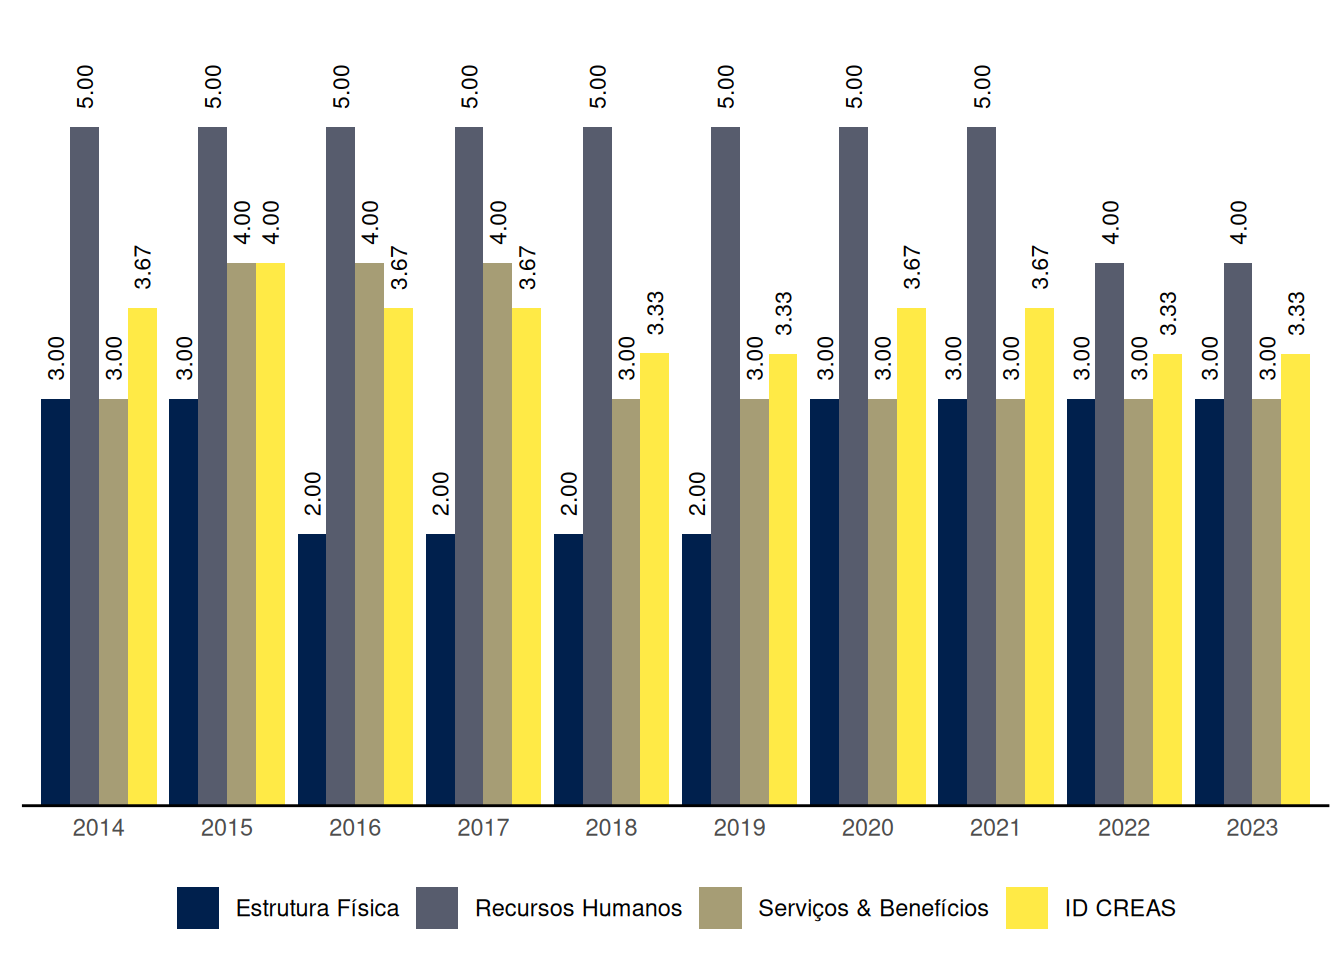 5.00 5.00 5.00 5.00 5.00 5.00 5.00 5.00
4.00 4.00 4.00 4.00 4.00 4.00
3.67 3.67 3.67 3.67 3.67
3.33 3.33 3.33 3.33
3.00 3.00 3.00 3.00 3.00 3.00 3.00 3.00 3.00 3.00 3.00 3.00 3.00
2.00 2.00 2.00 2.00
2014 2015 2016 2017 2018 2019 2020 2021 2022 2023
Estrutura Física Recursos Humanos Serviços & Benefícios ID CREAS